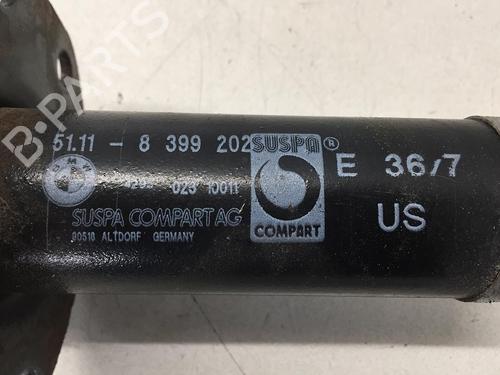 51.11 - 8 399 202
BMW
023 10011
SUSPA COMPART AG
90518 ALTDORF GERMANY
SUSPA ®
COMPART
E 36/7
US
B-PARTS